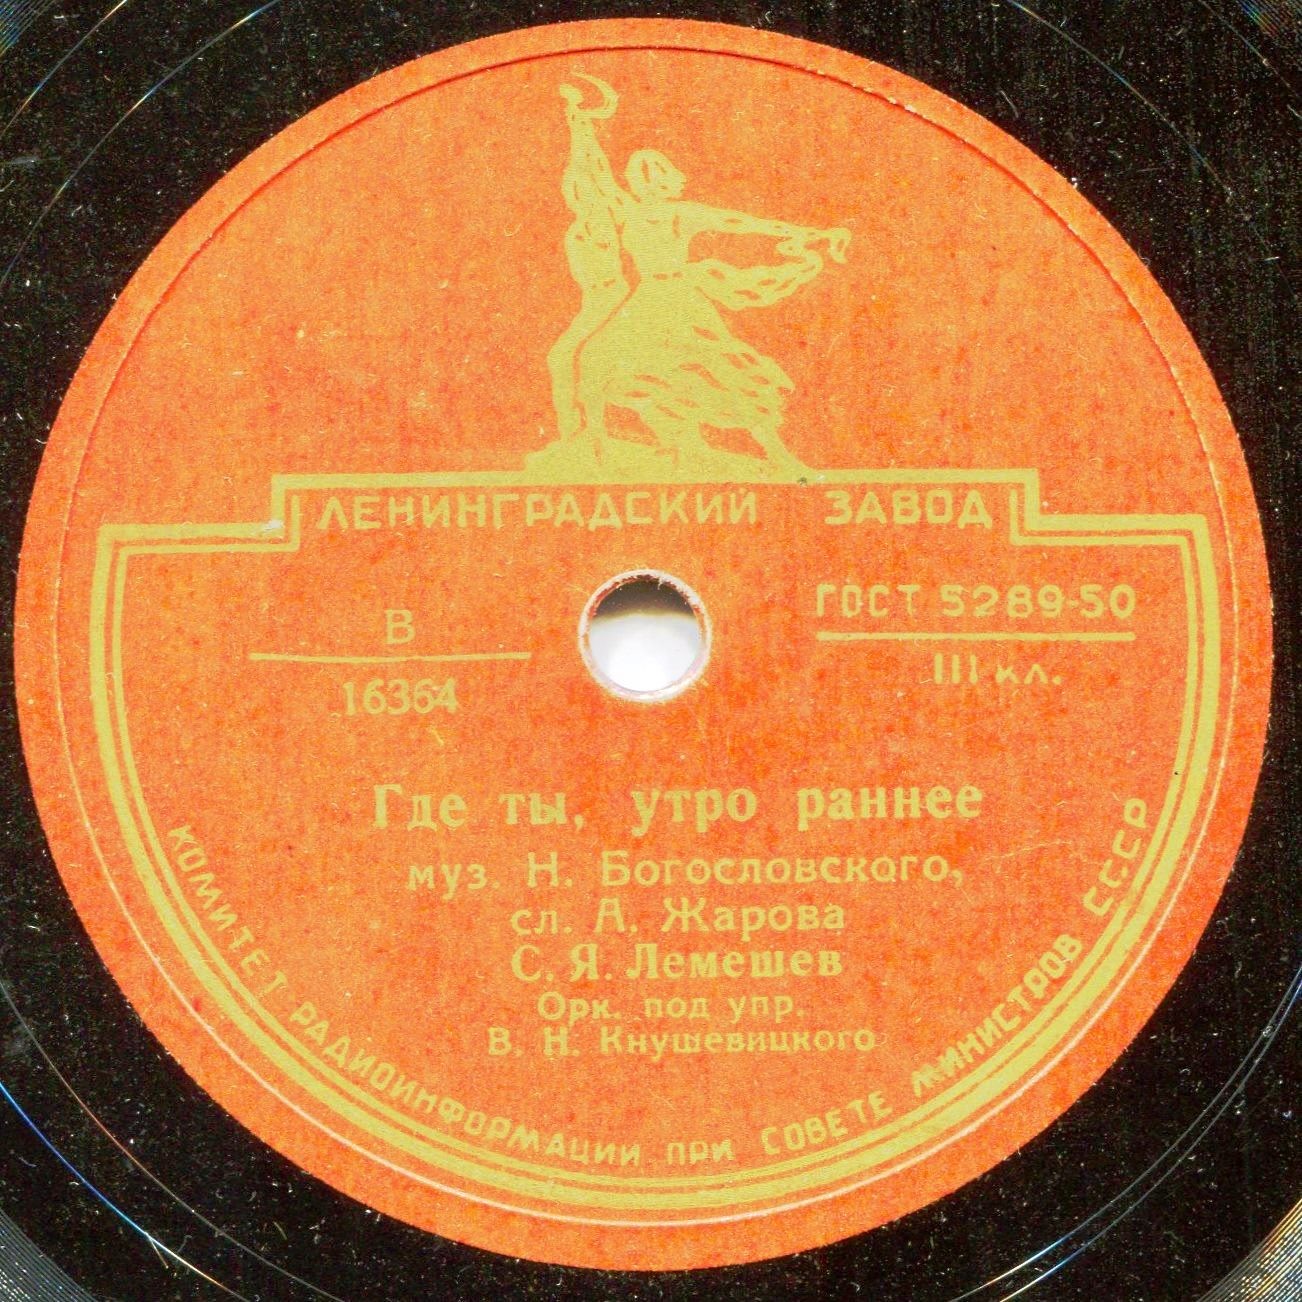 ЛЕНИНГРАДСКИЙ ЗАВОД
В
16364
ГОСТ 5289-50
III кл.
Где ты, утро раннее
муз. Н. Богословского,
сл. А. Жарова
С. Я. Лемешев
Орк. под упр.
В. Н. Кнушевицкого
КОМИТЕТ РАДИОИНФОРМАЦИИ ПРИ СОВЕТЕ МИНИСТРОВ СССР